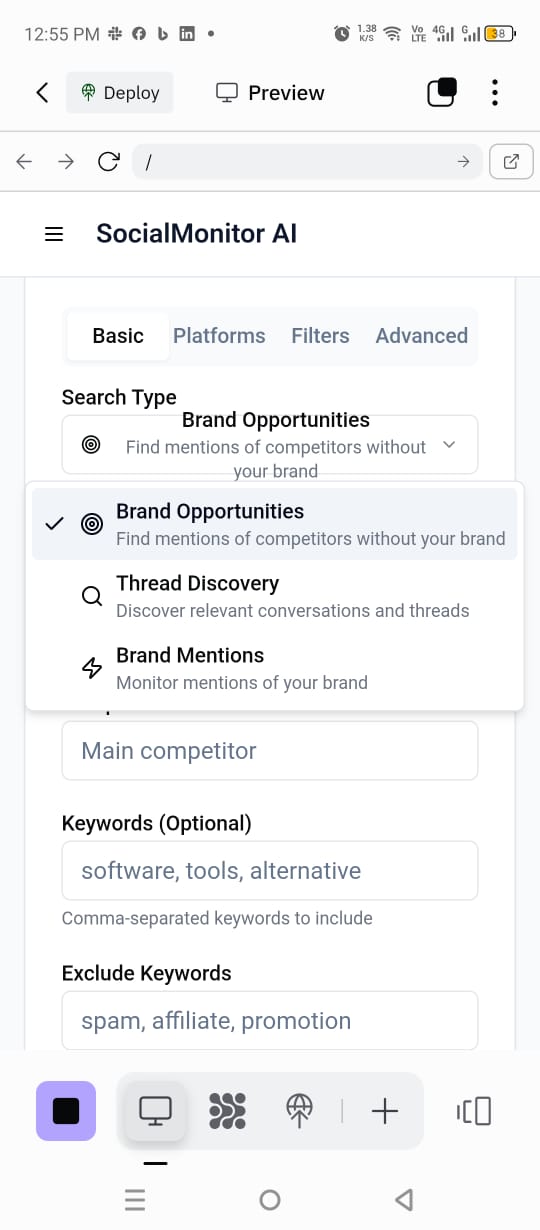 12:55 PM
1.38 K/S
Vo LTE
4G
G
38
Deploy
Preview
/
SocialMonitor AI
Basic Platforms Filters Advanced
Search Type
Brand Opportunities
Find mentions of competitors without
your brand
Brand Opportunities
Find mentions of competitors without your brand
Thread Discovery
Discover relevant conversations and threads
Brand Mentions
Monitor mentions of your brand
Main competitor
Keywords (Optional)
software, tools, alternative
Comma-separated keywords to include
Exclude Keywords
spam, affiliate, promotion